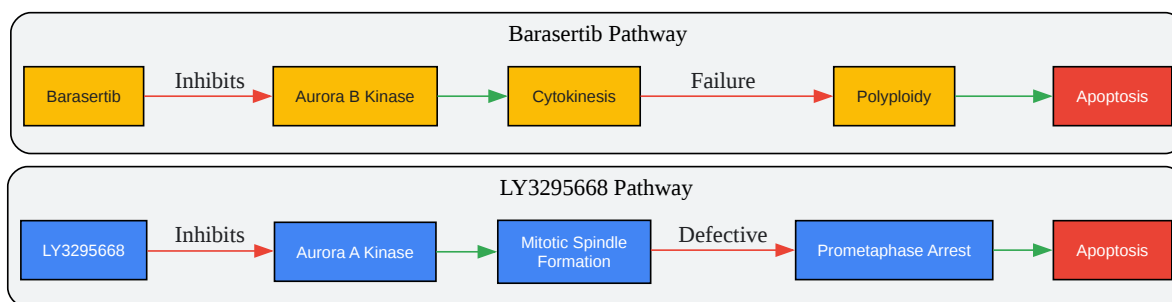 Barasertib Pathway
Barasertib
Inhibits
Aurora B Kinase
Cytokinesis
Failure
Polyploidy
Apoptosis
LY3295668 Pathway
LY3295668
Inhibits
Aurora A Kinase
Mitotic Spindle
Formation
Defective
Prometaphase Arrest
Apoptosis